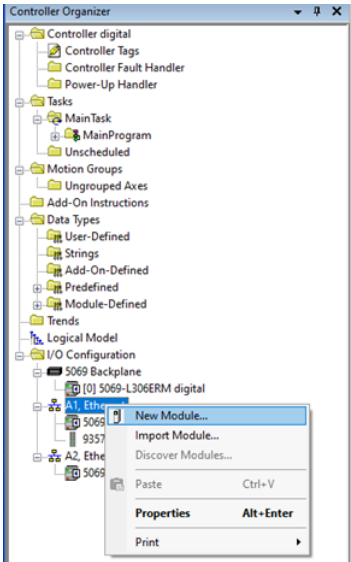 Controller Organizer
Controller digital
Controller Tags
Controller Fault Handler
Power-Up Handler
Tasks
MainTask
MainProgram
Unscheduled
Motion Groups
Ungrouped Axes
Add-On Instructions
Data Types
User-Defined
Strings
Add-On-Defined
Predefined
Module-Defined
Trends
Logical Model
I/O Configuration
5069 Backplane
[0] 5069-L306ERM digital
A1, Ethernet
New Module...
5069
Import Module...
9357
Discover Modules...
A2, Ethe
5069
Paste Ctrl+V
Properties Alt+Enter
Print